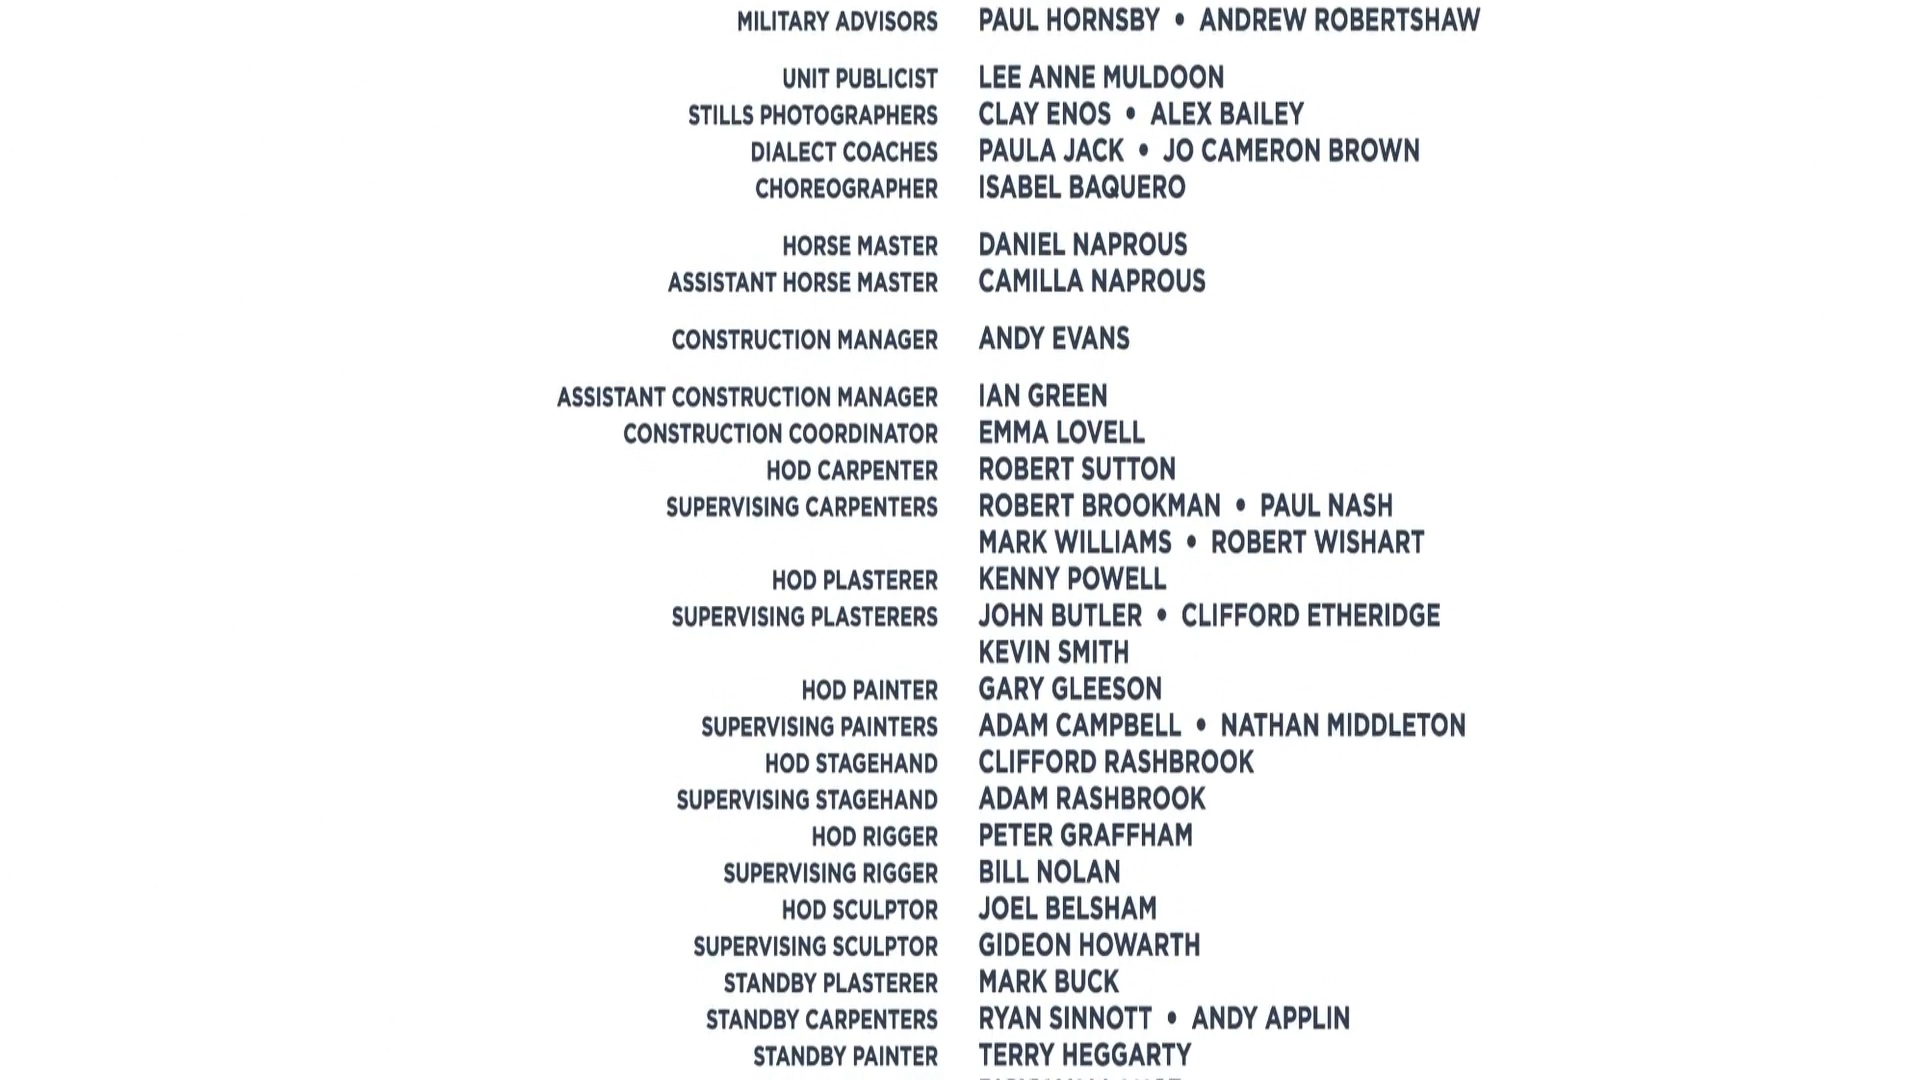 MILITARY ADVISORS PAUL HORNSBY • ANDREW ROBERTSHAW
UNIT PUBLICIST LEE ANNE MULDOON
STILLS PHOTOGRAPHERS CLAY ENOS • ALEX BAILEY
DIALECT COACHES PAULA JACK • JO CAMERON BROWN
CHOREOGRAPHER ISABEL BAQUERO
HORSE MASTER DANIEL NAPROUS
ASSISTANT HORSE MASTER CAMILLA NAPROUS
CONSTRUCTION MANAGER ANDY EVANS
ASSISTANT CONSTRUCTION MANAGER IAN GREEN
CONSTRUCTION COORDINATOR EMMA LOVELL
HOD CARPENTER ROBERT SUTTON
SUPERVISING CARPENTERS ROBERT BROOKMAN • PAUL NASH
MARK WILLIAMS • ROBERT WISHART
HOD PLASTERER KENNY POWELL
SUPERVISING PLASTERERS JOHN BUTLER • CLIFFORD ETHERIDGE
KEVIN SMITH
HOD PAINTER GARY GLEESON
SUPERVISING PAINTERS ADAM CAMPBELL • NATHAN MIDDLETON
HOD STAGEHAND CLIFFORD RASHBROOK
SUPERVISING STAGEHAND ADAM RASHBROOK
HOD RIGGER PETER GRAFFHAM
SUPERVISING RIGGER BILL NOLAN
HOD SCULPTOR JOEL BELSHAM
SUPERVISING SCULPTOR GIDEON HOWARTH
STANDBY PLASTERER MARK BUCK
STANDBY CARPENTERS RYAN SINNOTT • ANDY APPLIN
STANDBY PAINTER TERRY HEGGARTY